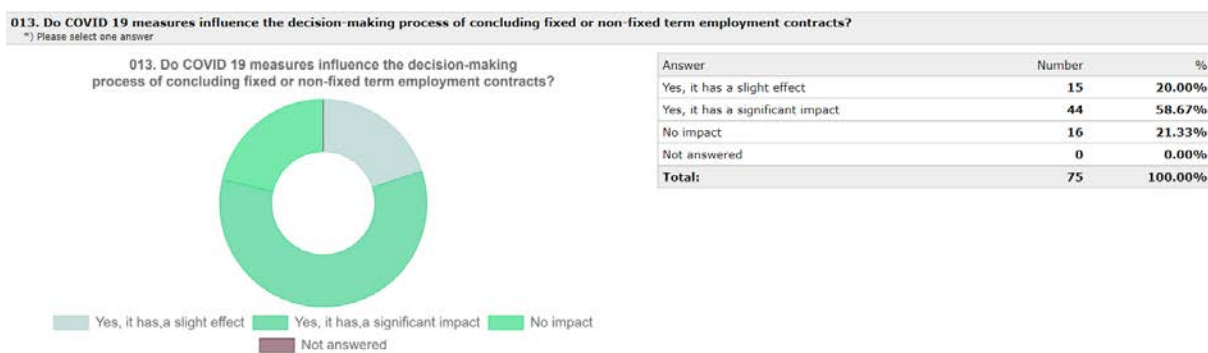 013. Do COVID 19 measures influence the decision-making process of concluding fixed or non-fixed term employment contracts?
*) Please select one answer
013. Do COVID 19 measures influence the decision-making
process of concluding fixed or non-fixed term employment contracts?
Yes, it has,a slight effect Yes, it has,a significant impact No impact
Not answered
Answer Number %
Yes, it has a slight effect 15 20.00%
Yes, it has a significant impact 44 58.67%
No impact 16 21.33%
Not answered 0 0.00%
Total: 75 100.00%